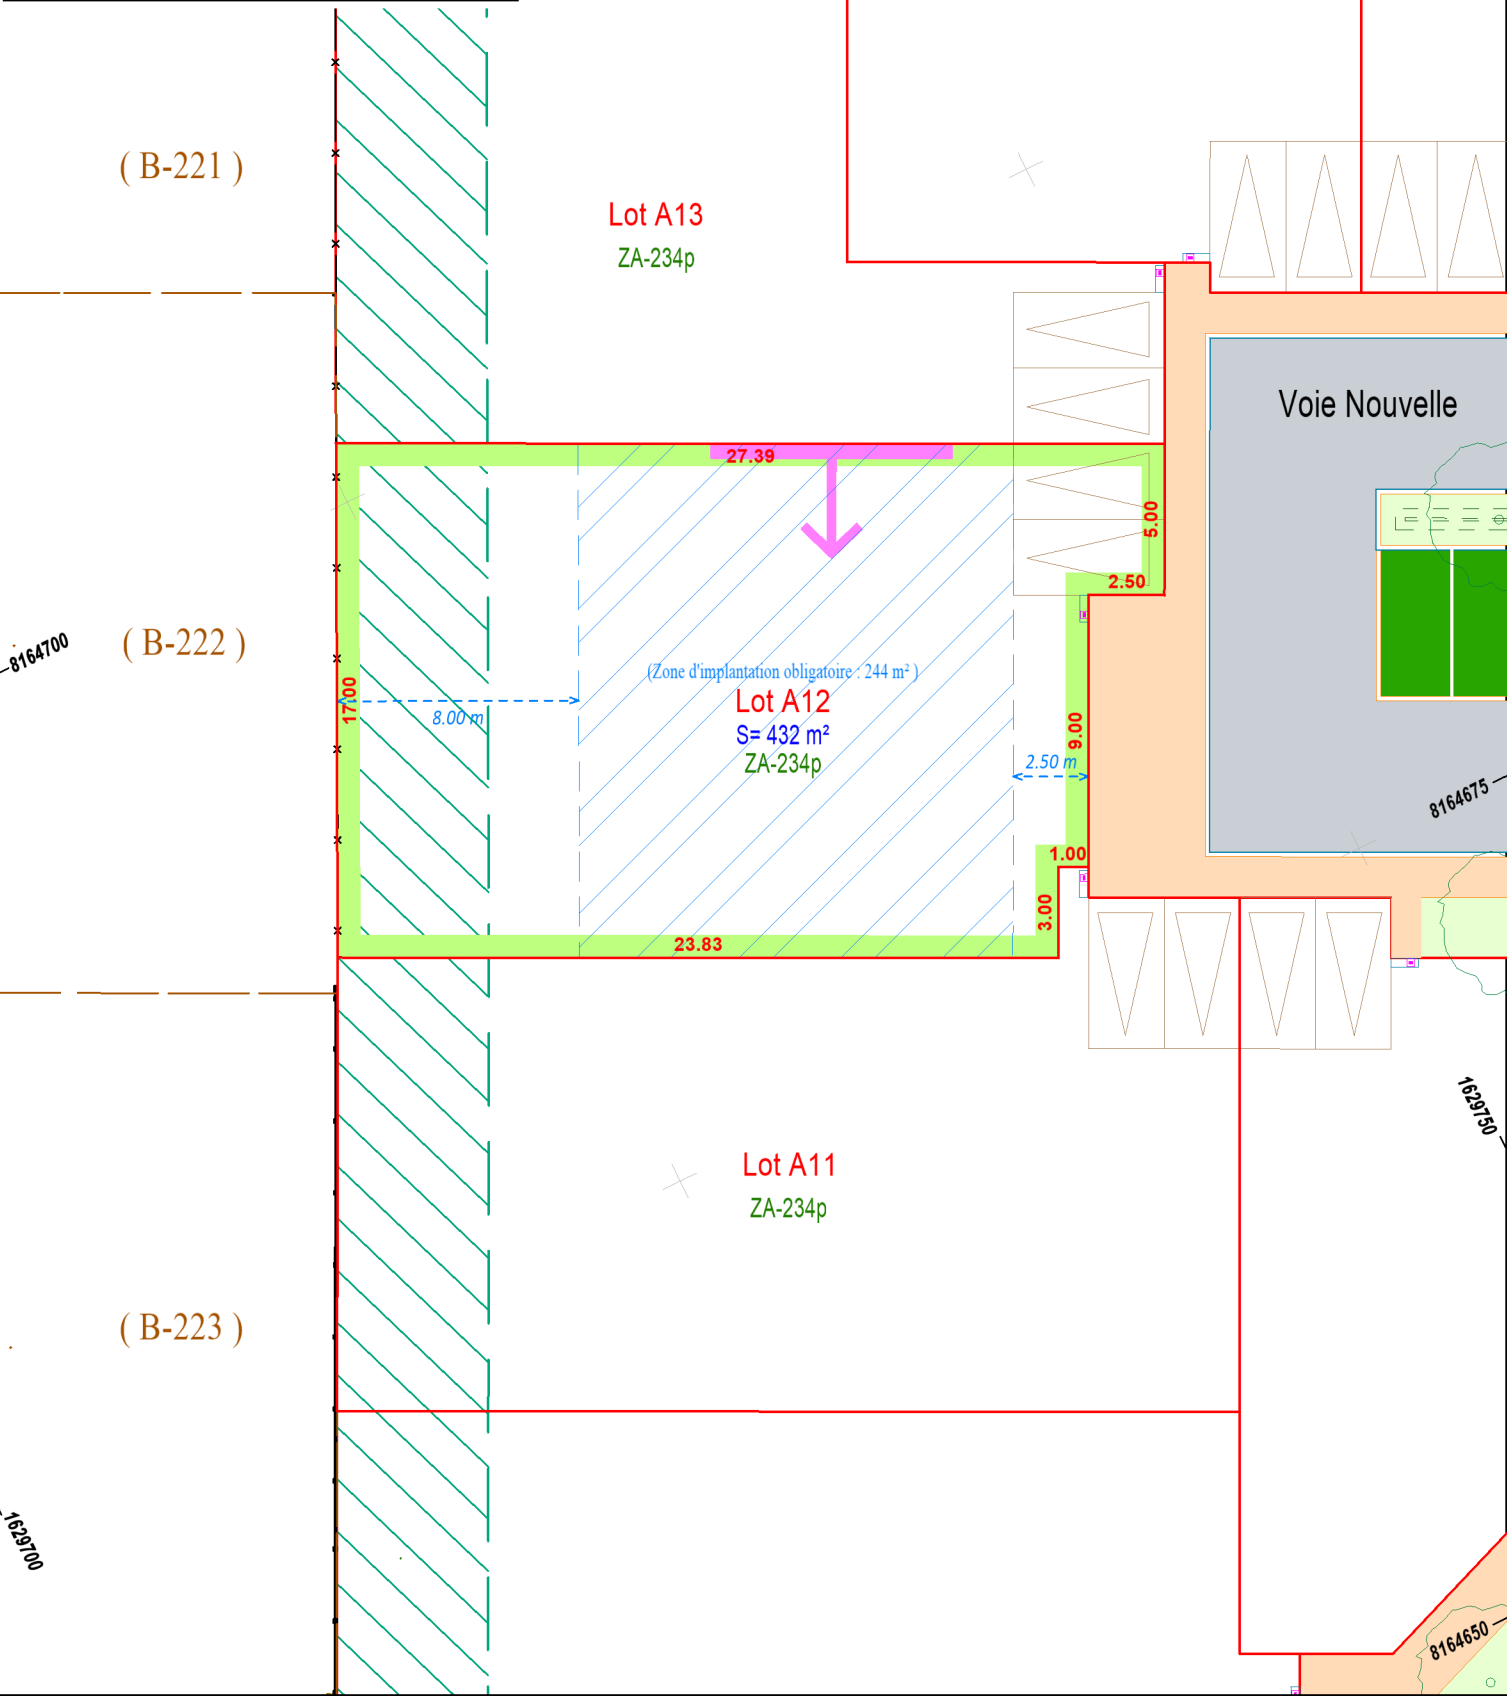 ( B-221 )
Lot A13
ZA-234p
Voie Nouvelle
27.39
5.00
2.50
8164700
( B-222 )
(Zone d'implantation obligatoire : 244 m² )
Lot A12
S= 432 m²
ZA-234p
17.00
8.00 m
9.00
2.50 m
8164675
1.00
3.00
23.83
1629750
Lot A11
ZA-234p
( B-223 )
1629700
8164650